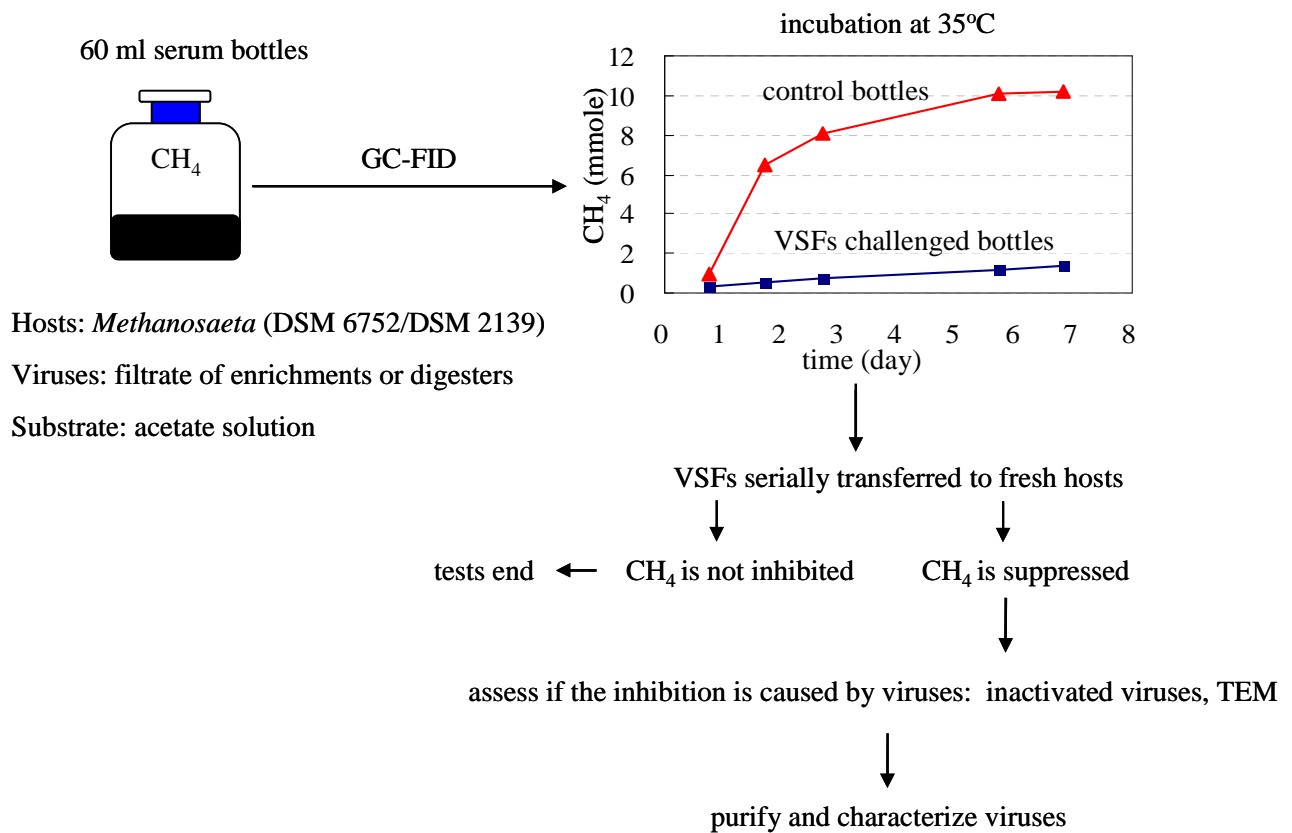 60 ml serum bottles
CH4
GC-FID
Hosts: Methanosaeta (DSM 6752/DSM 2139)
Viruses: filtrate of enrichments or digesters
Substrate: acetate solution
incubation at 35ºC
CH4 (mmole)
12
10
8
6
4
2
0
control bottles
VSFs challenged bottles
0 1 2 3 4 5 6 7 8
time (day)
VSFs serially transferred to fresh hosts
tests end
CH4 is not inhibited
CH4 is suppressed
assess if the inhibition is caused by viruses: inactivated viruses, TEM
purify and characterize viruses